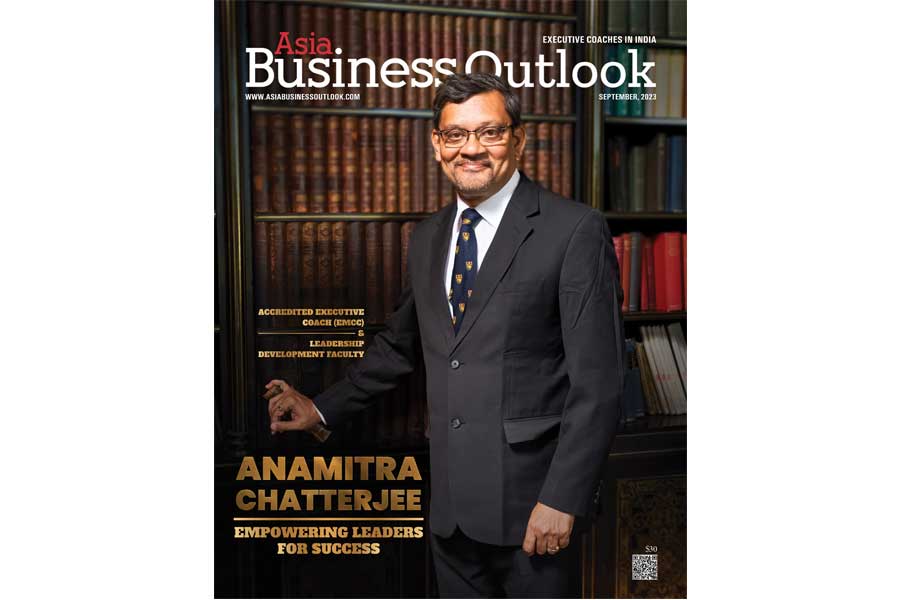 EXECUTIVE COACHES IN INDIA
Asia
Business Outlook
WWW.ASIABUSINESSOUTLOOK.COM
SEPTEMBER, 2023
ACCREDITED EXECUTIVE
COACH (EMCC)
&
LEADERSHIP
DEVELOPMENT FACULTY
ANAMITRA
CHATTERJEE
EMPOWERING LEADERS
FOR SUCCESS
$30